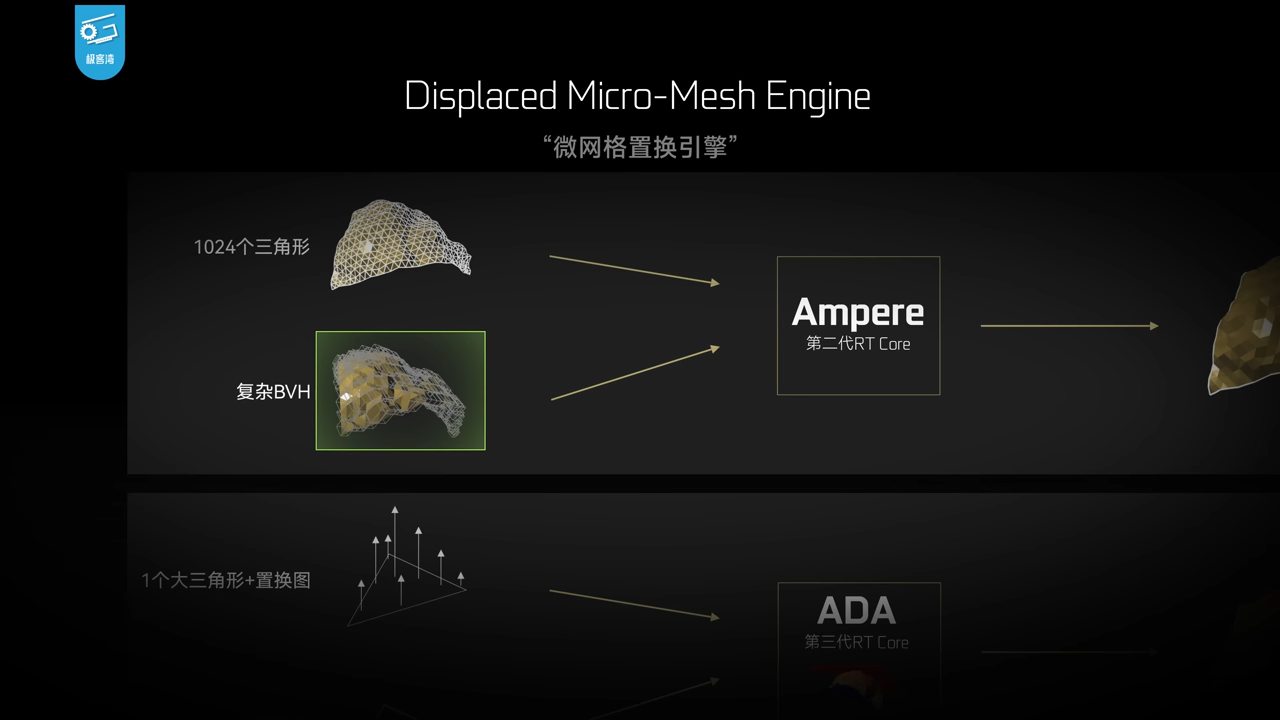 极客湾
Displaced Micro-Mesh Engine
“微网格置换引擎”
1024个三角形
Ampere
第二代RT Core
复杂BVH
1个大三角形+置换图
ADA
第三代RT Core